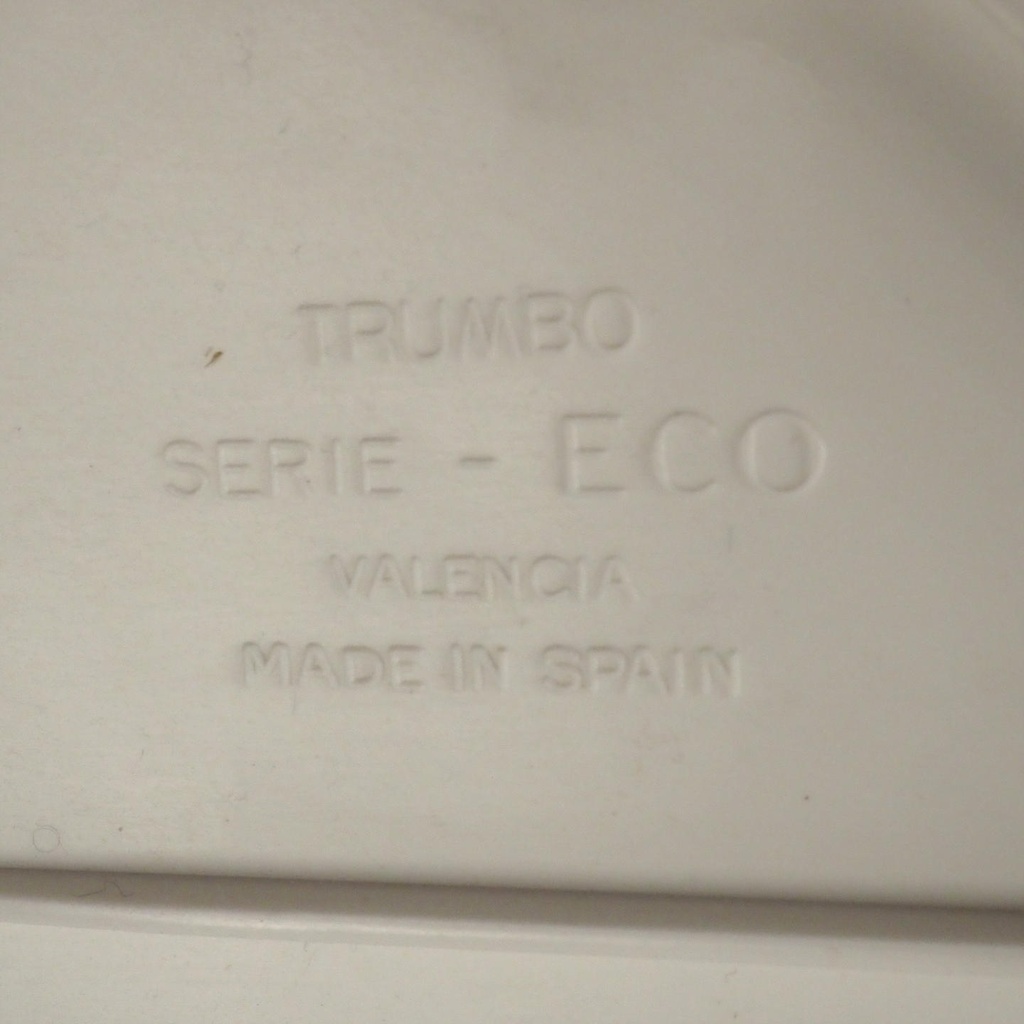 TRUMBO
SERIE - ECO
VALENCIA
MADE IN SPAIN